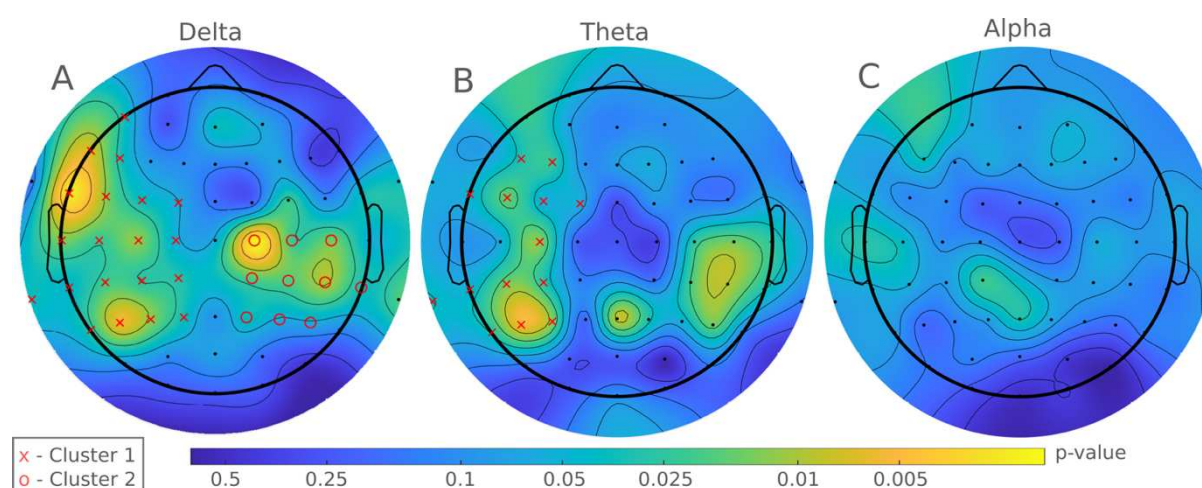 Delta
Theta
Alpha
A
B
C
x - Cluster 1
o - Cluster 2
p-value
0.5 0.25 0.1 0.05 0.025 0.01 0.005